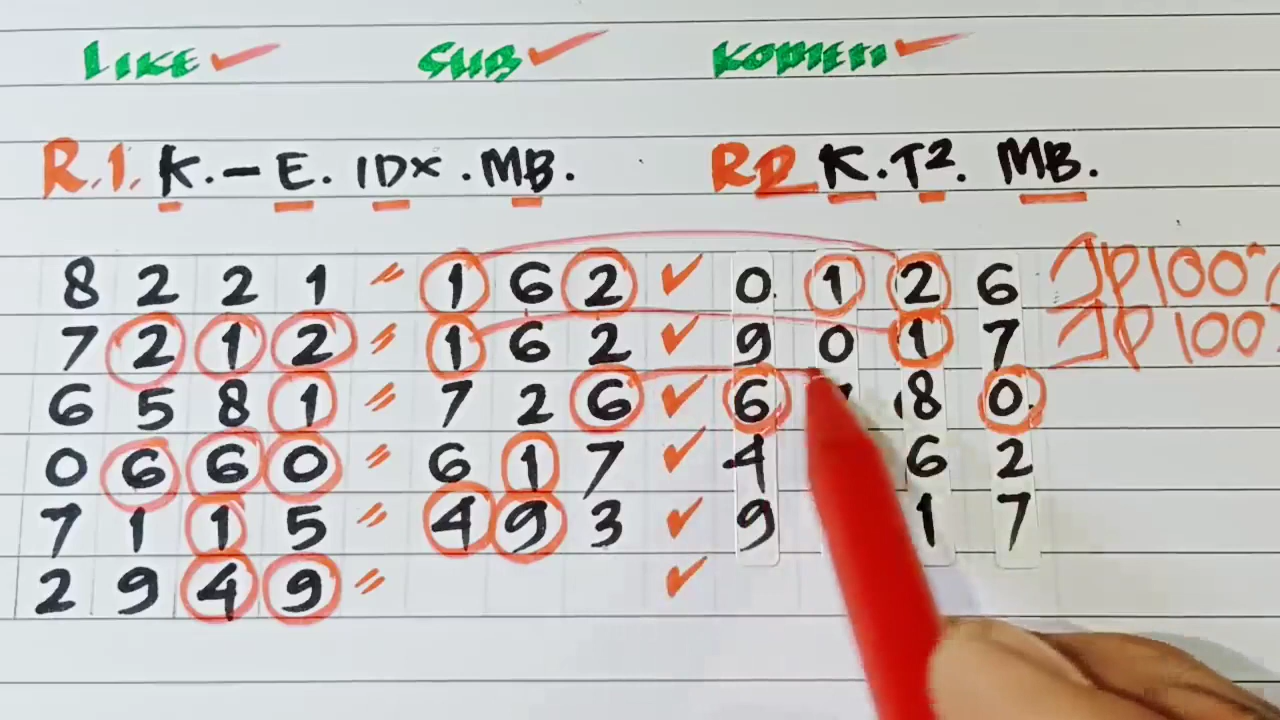 LIKE ✓ SUB ✓ KOMEN ✓
R.1. K.-E. IDX. MB. R2 K.T2. MB.
8 2 2 1 = 1 6 2 ✓ 0. 1 2 6 JP100%
7 2 1 2 = 1 6 2 ✓ 9 0 1 7 JP100
6 5 8 1 = 7 2 6 ✓ 6 8 0.
0 6 6 0 = 6 1 7 ✓ 4 6 2
7 1 1 5 = 4 9 3 ✓ 9 1 7
2 9 4 9 = ✓